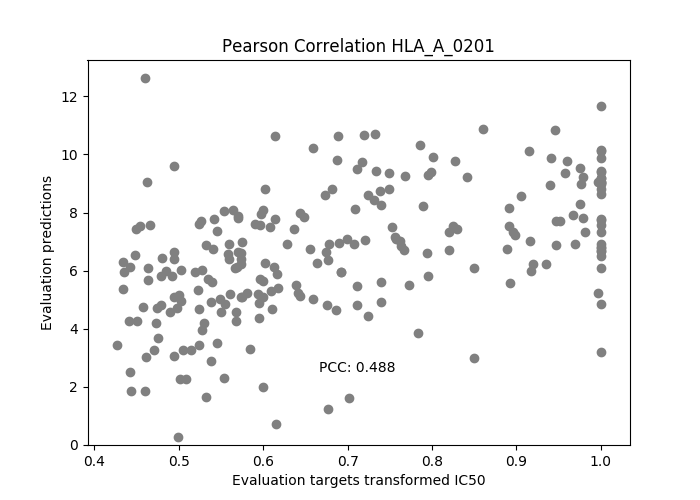 Pearson Correlation HLA_A_0201
12
10
8
6
4
2
0
Evaluation predictions
PCC: 0.488
0.4 0.5 0.6 0.7 0.8 0.9 1.0
Evaluation targets transformed IC50